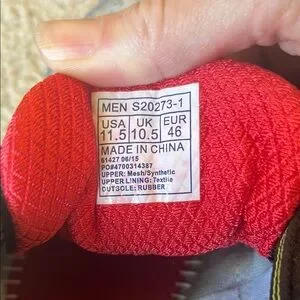 MEN S20273-1
USA UK EUR
11.5 10.5 46
MADE IN CHINA
61427 06/15
PO#4700314387
UPPER: Mesh/Synthetic
UPPER LINING: Textile
OUTSOLE: RUBBER